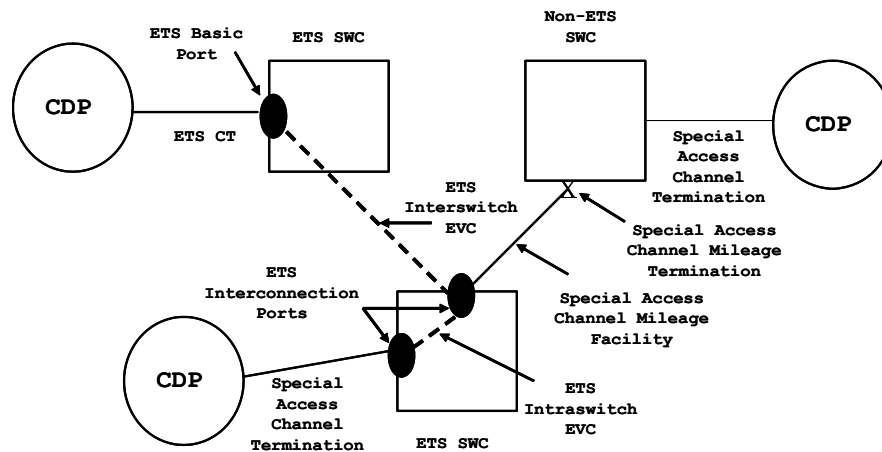 Non-ETS
SWC
ETS Basic
Port
ETS SWC
CDP
CDP
ETS CT
Special
Access
Channel
Termination
ETS
Interswitch
EVC
X
Special Access
Channel Mileage
Termination
ETS
Interconnection
Ports
Special Access
Channel Mileage
Facility
CDP
Special
Access
Channel
Termination
ETS
Intraswitch
EVC
ETS SWC